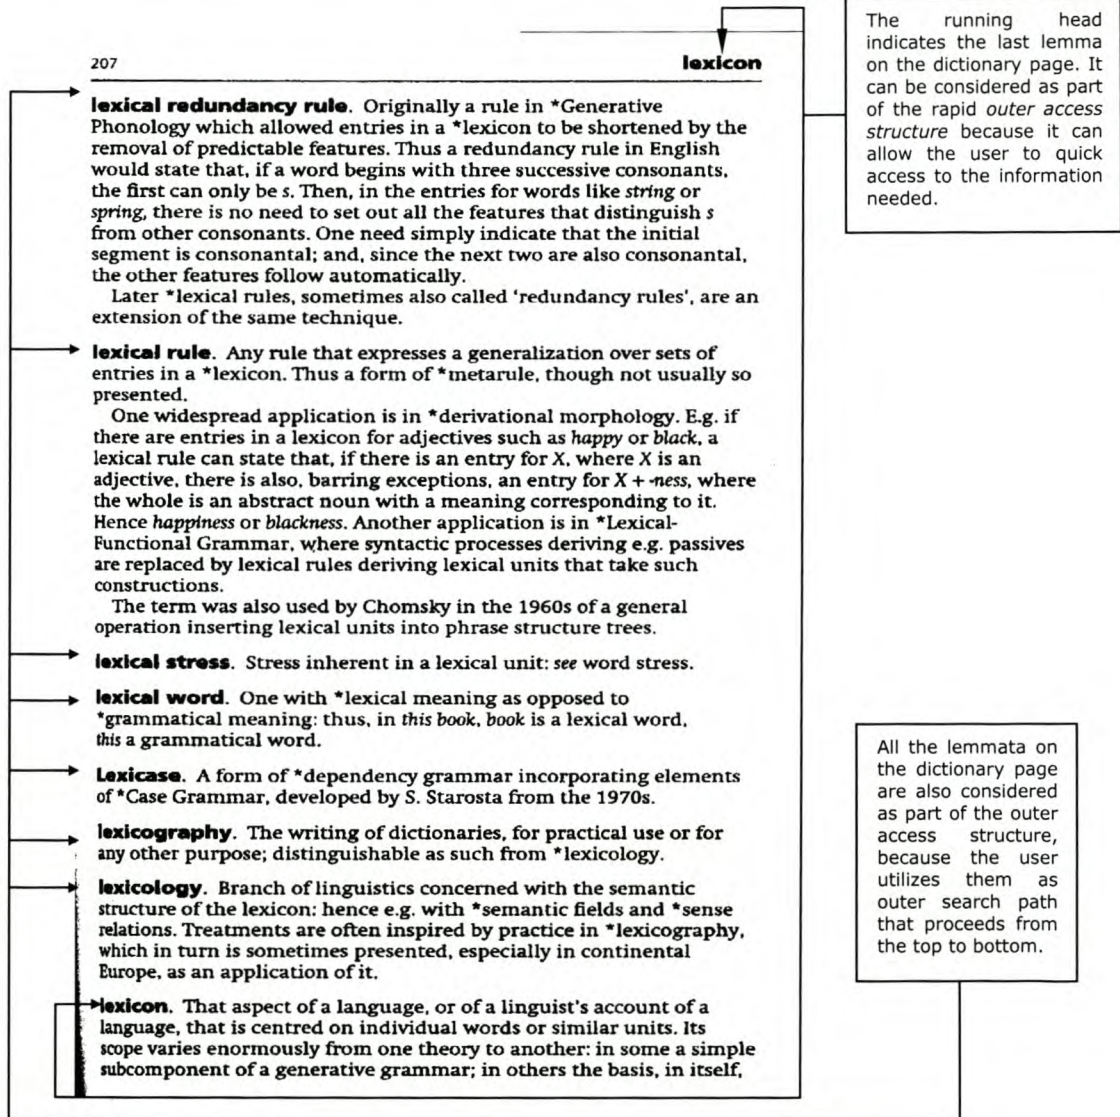 207
lexicon
lexical redundancy rule. Originally a rule in *Generative
Phonology which allowed entries in a *lexicon to be shortened by the
removal of predictable features. Thus a redundancy rule in English
would state that, if a word begins with three successive consonants,
the first can only be s. Then, in the entries for words like string or
spring, there is no need to set out all the features that distinguish s
from other consonants. One need simply indicate that the initial
segment is consonantal; and, since the next two are also consonantal,
the other features follow automatically.
Later *lexical rules, sometimes also called 'redundancy rules', are an
extension of the same technique.
lexical rule. Any rule that expresses a generalization over sets of
entries in a *lexicon. Thus a form of *metarule, though not usually so
presented.
One widespread application is in *derivational morphology. E.g. if
there are entries in a lexicon for adjectives such as happy or black, a
lexical rule can state that, if there is an entry for X, where X is an
adjective, there is also, barring exceptions, an entry for X + -ness, where
the whole is an abstract noun with a meaning corresponding to it.
Hence happiness or blackness. Another application is in *Lexical-
Functional Grammar, where syntactic processes deriving e.g. passives
are replaced by lexical rules deriving lexical units that take such
constructions.
The term was also used by Chomsky in the 1960s of a general
operation inserting lexical units into phrase structure trees.
lexical stress. Stress inherent in a lexical unit: see word stress.
lexical word. One with *lexical meaning as opposed to
*grammatical meaning: thus, in this book, book is a lexical word,
this a grammatical word.
Lexicase. A form of *dependency grammar incorporating elements
of *Case Grammar, developed by S. Starosta from the 1970s.
lexicography. The writing of dictionaries, for practical use or for
any other purpose; distinguishable as such from *lexicology.
lexicology. Branch of linguistics concerned with the semantic
structure of the lexicon: hence e.g. with *semantic fields and *sense
relations. Treatments are often inspired by practice in *lexicography,
which in turn is sometimes presented, especially in continental
Europe, as an application of it.
lexicon. That aspect of a language, or of a linguist's account of a
language, that is centred on individual words or similar units. Its
scope varies enormously from one theory to another: in some a simple
subcomponent of a generative grammar; in others the basis, in itself,
The running head
indicates the last lemma
on the dictionary page. It
can be considered as part
of the rapid outer access
structure because it can
allow the user to quick
access to the information
needed.
All the lemmata on
the dictionary page
are also considered
as part of the outer
access structure,
because the user
utilizes them as
outer search path
that proceeds from
the top to bottom.